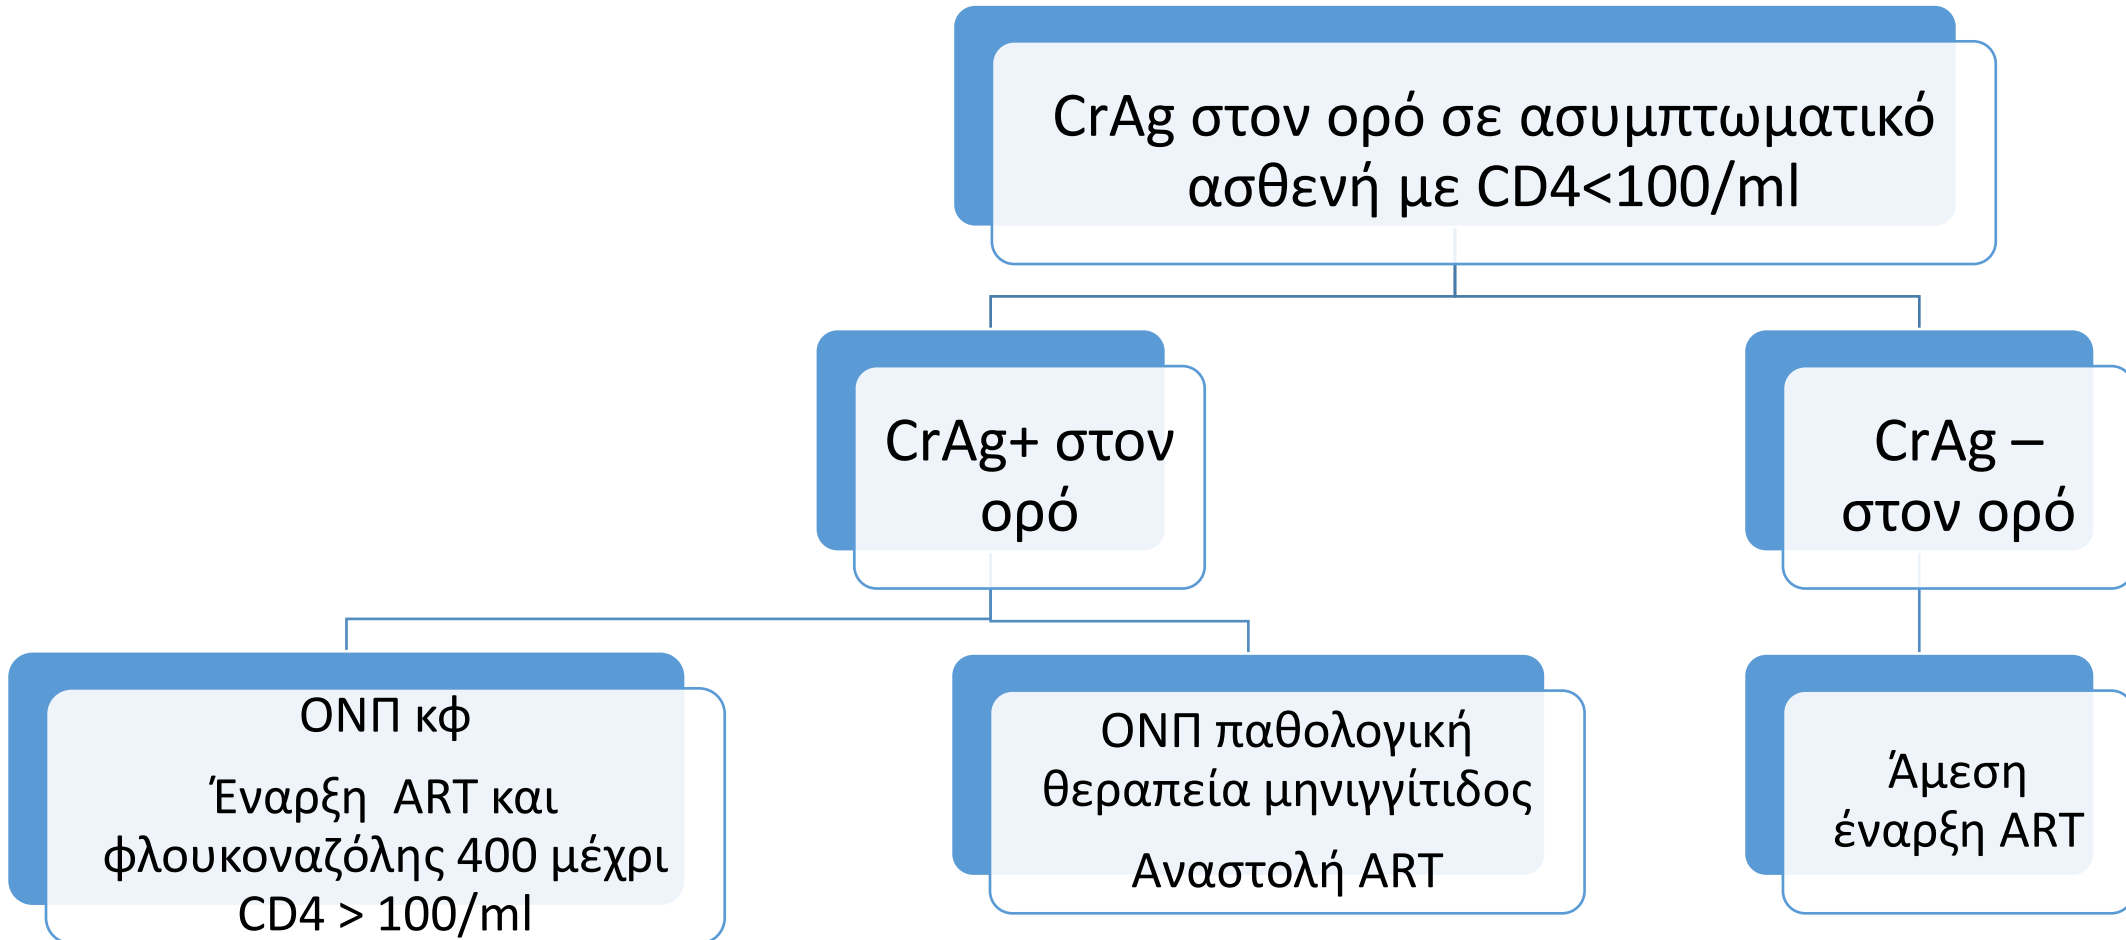 CrAg στον ορό σε ασυμπτωματικό
ασθενή με CD4<100/ml
CrAg+ στον
ορό
CrAg –
στον ορό
ΟΝΠ κφ
Έναρξη ART και
φλουκοναζόλης 400 μέχρι
CD4 > 100/ml
ΟΝΠ παθολογική
θεραπεία μηνιγγίτιδος
Αναστολή ART
Άμεση
έναρξη ART